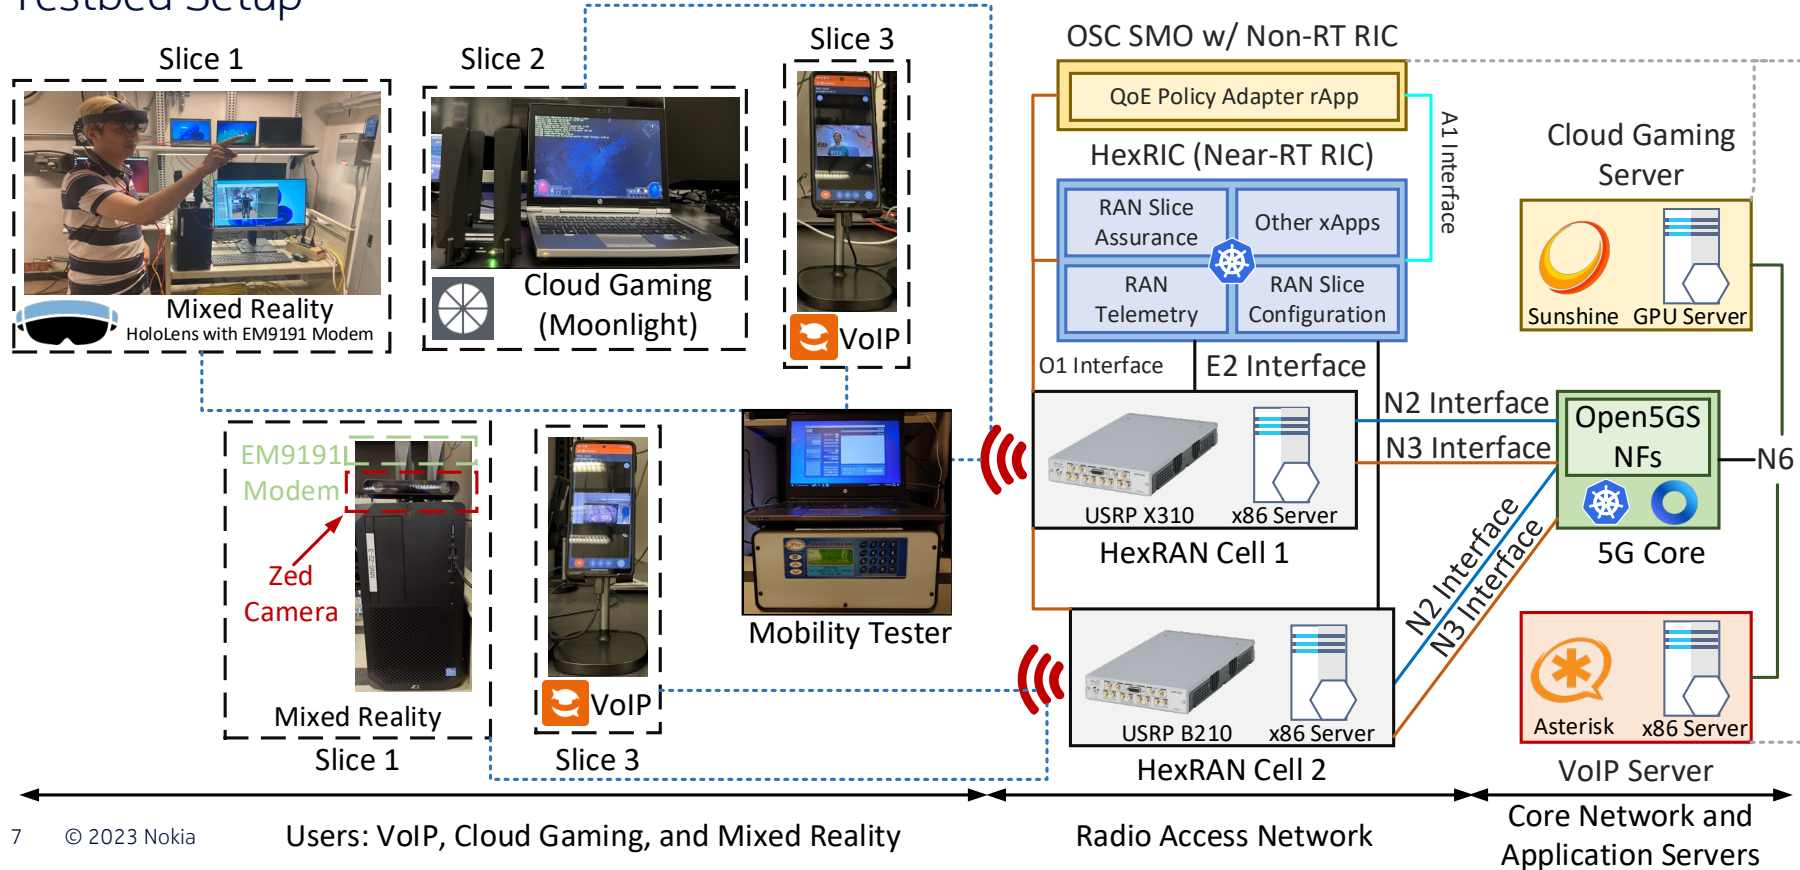 Testbed Setup
Slice 1
Slice 2
Slice 3
NOKIA
Mixed Reality
HoloLens with EM9191 Modem
Cloud Gaming
(Moonlight)
VoIP
OSC SMO w/ Non-RT RIC
QoE Policy Adapter rApp
A1 Interface
HexRIC (Near-RT RIC)
RAN Slice
Assurance
Other xApps
RAN
Telemetry
RAN Slice
Configuration
O1 Interface
E2 Interface
Cloud Gaming
Server
Sunshine
GPU Server
EM9191
Modem
Zed
Camera
Mixed Reality
Slice 1
VoIP
Slice 3
Mobility Tester
USRP X310
x86 Server
HexRAN Cell 1
N2 Interface
N3 Interface
Open5GS
NFs
N6
5G Core
N2 Interface
N3 Interface
USRP B210
x86 Server
HexRAN Cell 2
Asterisk
x86 Server
VoIP Server
Users: VoIP, Cloud Gaming, and Mixed Reality
Radio Access Network
Core Network and
Application Servers
7
© 2023 Nokia